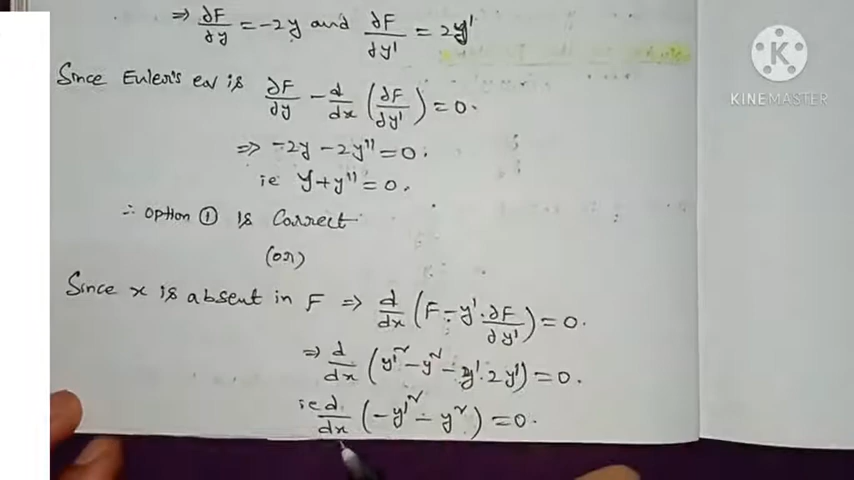 ⇒ ∂F/∂y = -2y and ∂F/∂y' = 2y'
Since Euler's eq is ∂F/∂y - d/dx (∂F/∂y') = 0.
⇒ -2y - 2y'' = 0.
ie y + y'' = 0.
∴ option ① is Correct
(or)
Since x is absent in F ⇒ d/dx (F - y'·∂F/∂y') = 0.
⇒ d/dx (y'² - y² - y'·2y') = 0.
ie d/dx (-y'² - y²) = 0.
K
KINEMASTER